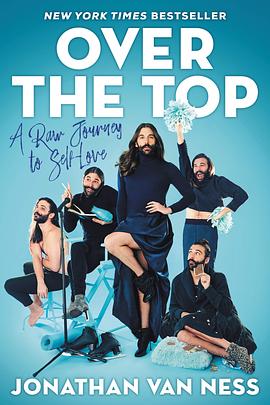 NEW YORK TIMES BESTSELLER
OVER
THE TOP
A Raw Journey
to Self-Love
JONATHAN VAN NESS